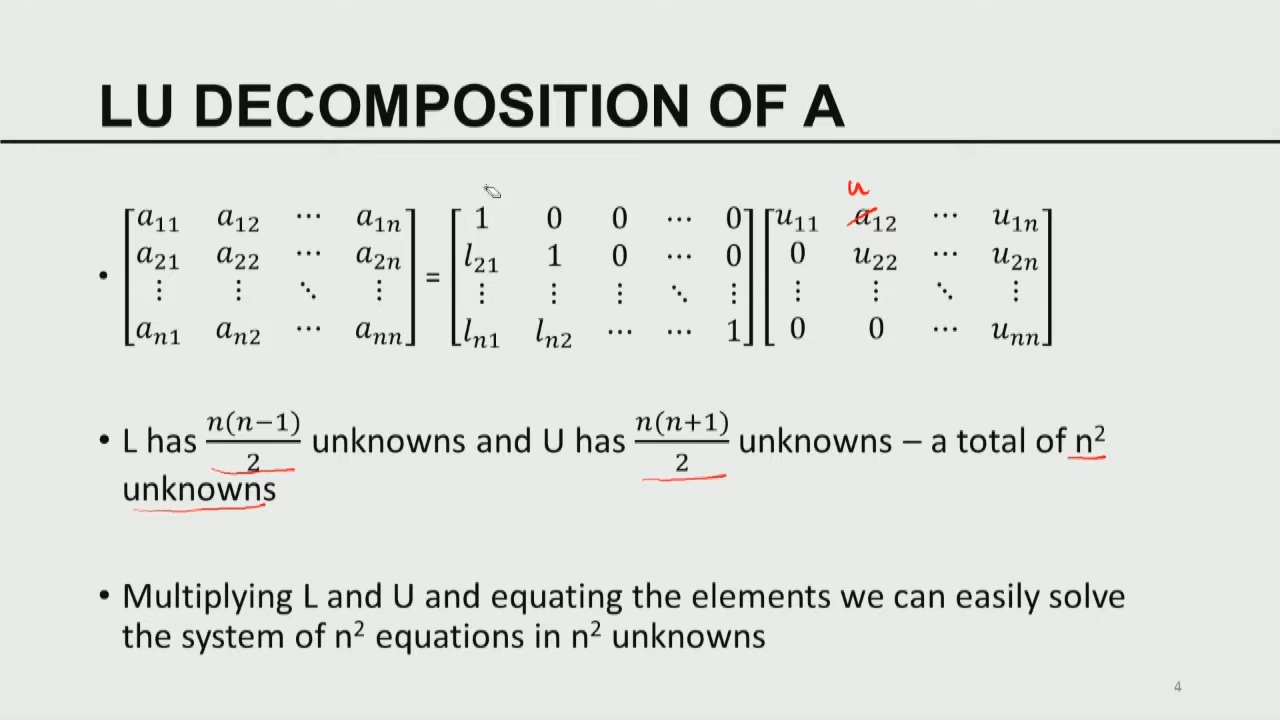 LU DECOMPOSITION OF A
u
• [a₁₁ a₁₂ ⋯ a₁ₙ; a₂₁ a₂₂ ⋯ a₂ₙ; ⋮ ⋮ ⋱ ⋮; aₙ₁ aₙ₂ ⋯ aₙₙ] = [1 0 0 ⋯ 0; l₂₁ 1 0 ⋯ 0; ⋮ ⋮ ⋮ ⋱ ⋮; lₙ₁ lₙ₂ ⋯ ⋯ 1] [u₁₁ a₁₂ ⋯ u₁ₙ; 0 u₂₂ ⋯ u₂ₙ; ⋮ ⋮ ⋱ ⋮; 0 0 ⋯ uₙₙ]
• L has n(n−1)/2 unknowns and U has n(n+1)/2 unknowns – a total of n²
unknowns
• Multiplying L and U and equating the elements we can easily solve
the system of n² equations in n² unknowns
4